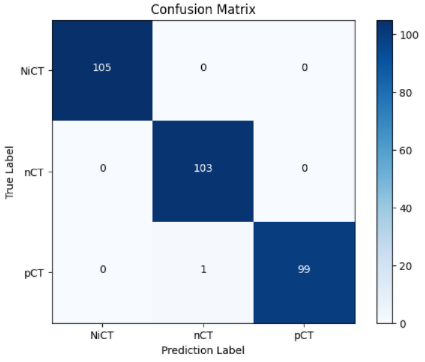 Confusion Matrix
NiCT 105 0 0
nCT 0 103 0
pCT 0 1 99
NiCT nCT pCT
Prediction Label
True Label
100
80
60
40
20
0